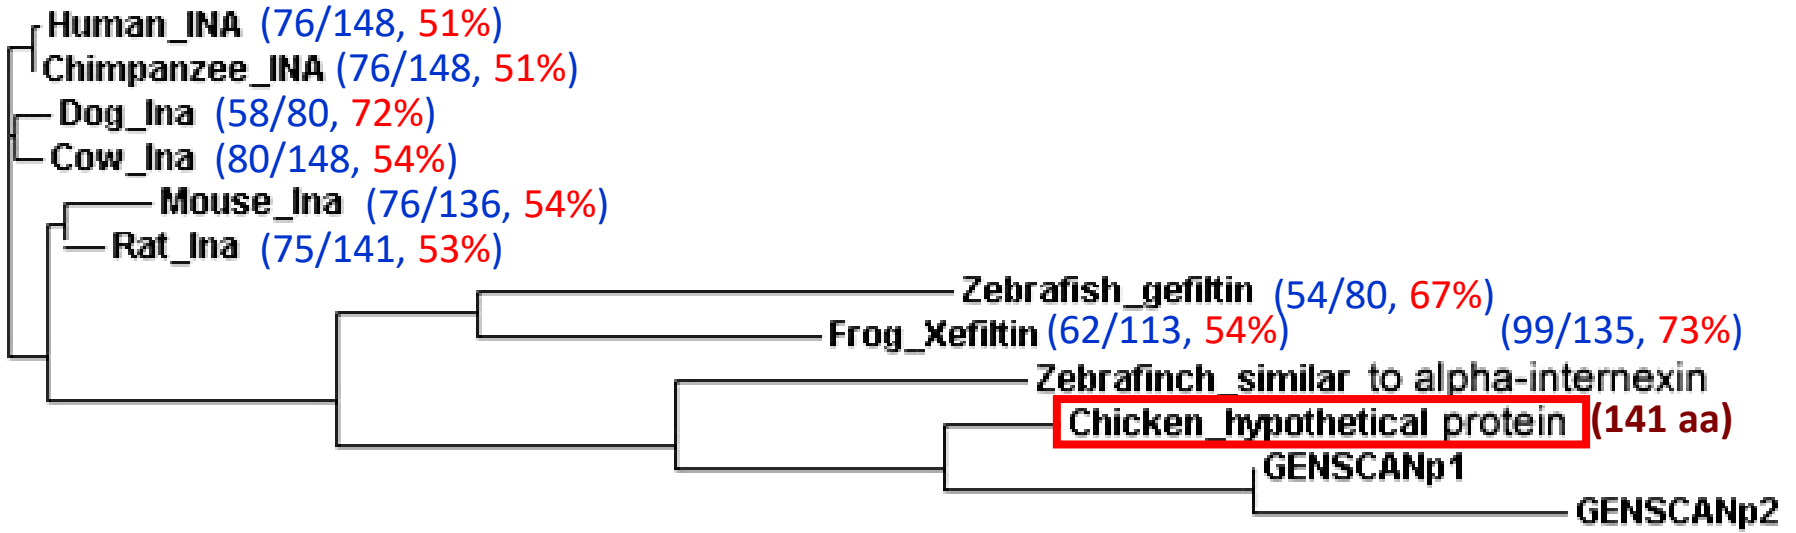 Human_INA (76/148, 51%)
Chimpanzee_INA (76/148, 51%)
Dog_Ina (58/80, 72%)
Cow_Ina (80/148, 54%)
Mouse_Ina (76/136, 54%)
Rat_Ina (75/141, 53%)
Zebrafish_gefiltin (54/80, 67%)
Frog_Xefiltin (62/113, 54%) (99/135, 73%)
Zebrafinch_similar to alpha-internexin
Chicken_hypothetical protein (141 aa)
GENSCANp1
GENSCANp2